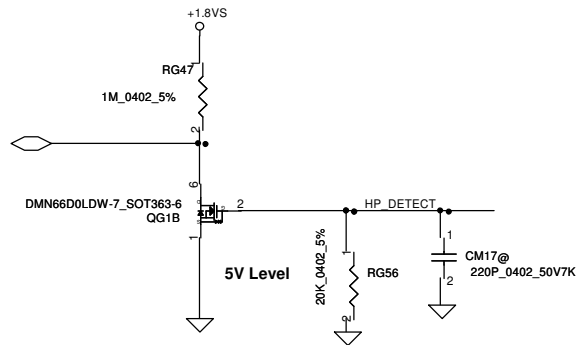 +1.8VS
1
RG47
1M_0402_5%
2
6
DMN66D0LDW-7_SOT363-6
QG1B
2
HP_DETECT
1
5V Level
20K_0402_5%
1
RG56
2
1
CM17@
2
220P_0402_50V7K